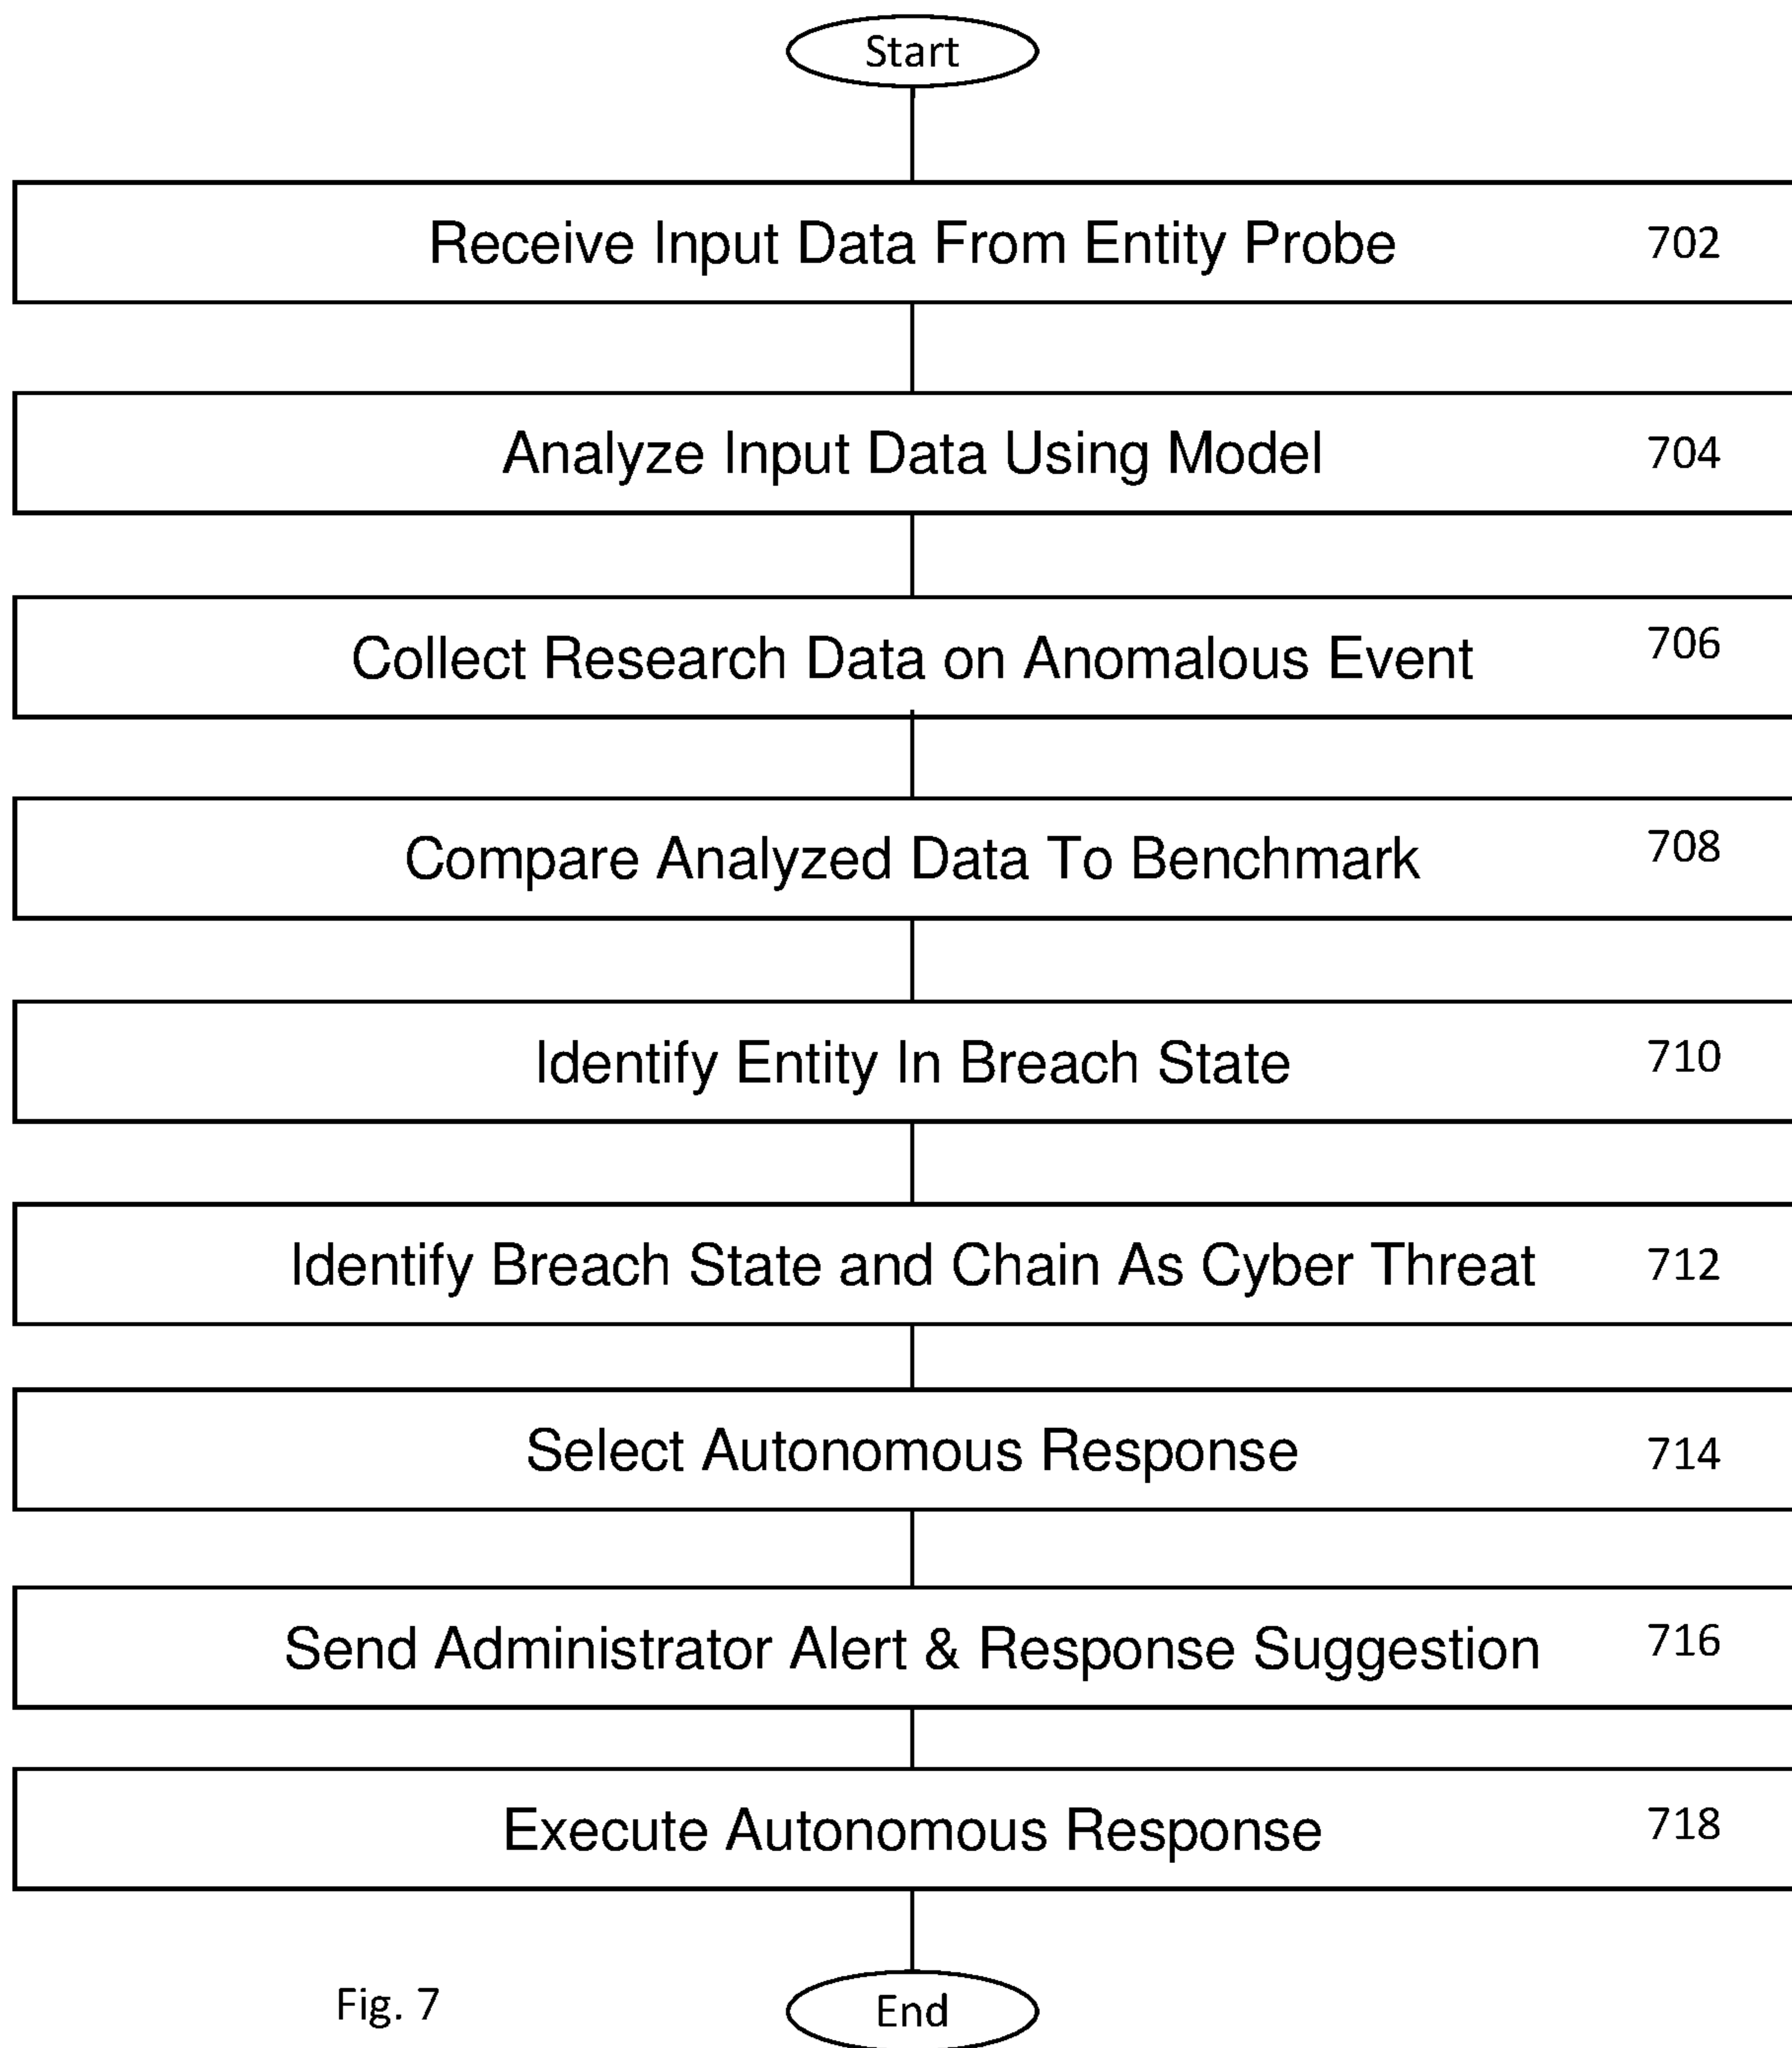 Start
Receive Input Data From Entity Probe 702
Analyze Input Data Using Model 704
Collect Research Data on Anomalous Event 706
Compare Analyzed Data To Benchmark 708
Identify Entity In Breach State 710
Identify Breach State and Chain As Cyber Threat 712
Select Autonomous Response 714
Send Administrator Alert & Response Suggestion 716
Execute Autonomous Response 718
Fig. 7
End